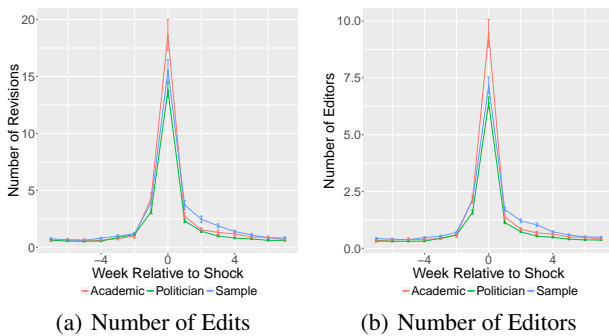 20
15
10
5
0
Number of Revisions
−4
0
4
Week Relative to Shock
Academic Politician Sample
(a) Number of Edits
10.0
7.5
5.0
2.5
0.0
Number of Editors
−4
0
4
Week Relative to Shock
Academic Politician Sample
(b) Number of Editors